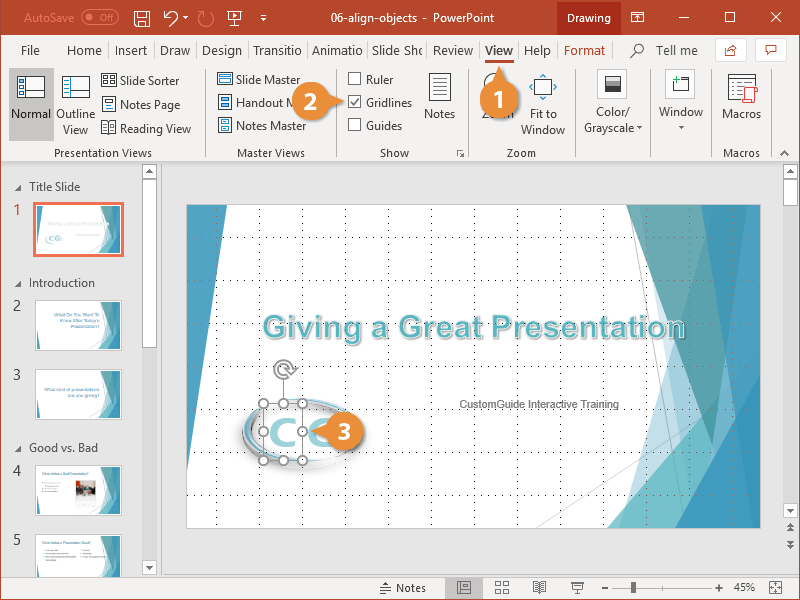 AutoSave Off 06-align-objects - PowerPoint Drawing
File Home Insert Draw Design Transitio Animatio Slide Sho Review View Help Format Tell me
Normal
Outline View
Slide Sorter
Notes Page
Reading View
Presentation Views
Slide Master
Handout M
Notes Master
Master Views
2
Ruler
Gridlines
Guides
Show
Notes
1
Fit to
Window
Zoom
Color/
Grayscale
Window
Macros
Macros
Title Slide
1
Giving a Great Presentation
CG
Introduction
2
What Do You Want To
Know After Today's
Presentation?
3
What kind of presentations
are you giving?
Good vs. Bad
4
What Makes a Bad Presentation?
5
What Makes a Presentation Good?
Giving a Great Presentation
CustomGuide Interactive Training
C G
3
Notes
45%